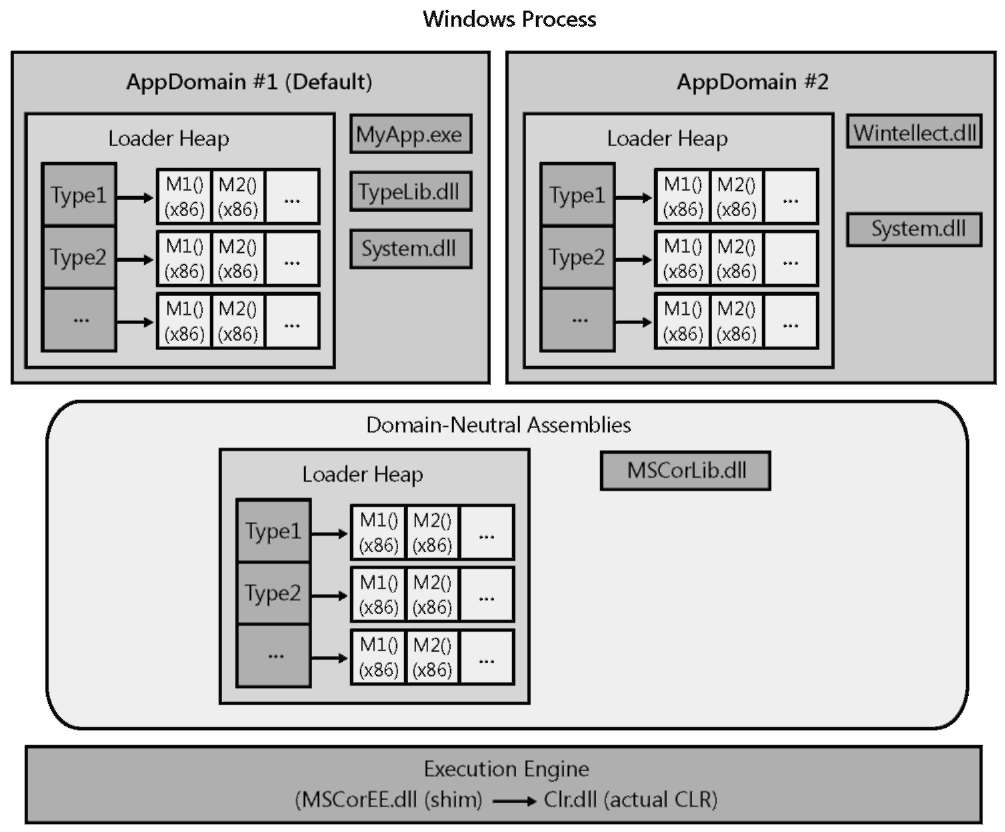 Windows Process
AppDomain #1 (Default)
Loader Heap
Type1
M1()
(x86)
M2()
(x86)
...
Type2
M1()
(x86)
M2()
(x86)
...
...
M1()
(x86)
M2()
(x86)
...
MyApp.exe
TypeLib.dll
System.dll
AppDomain #2
Loader Heap
Type1
M1()
(x86)
M2()
(x86)
...
Type2
M1()
(x86)
M2()
(x86)
...
...
M1()
(x86)
M2()
(x86)
...
Wintellect.dll
System.dll
Domain-Neutral Assemblies
Loader Heap
Type1
M1()
(x86)
M2()
(x86)
...
Type2
M1()
(x86)
M2()
(x86)
...
...
M1()
(x86)
M2()
(x86)
...
MSCorLib.dll
Execution Engine
(MSCorEE.dll (shim) → Clr.dll (actual CLR)